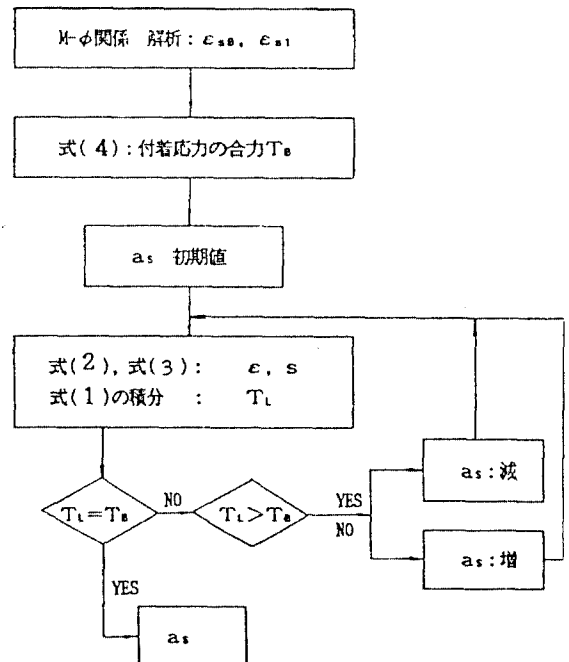 M-φ関係 解析：εs0, εs1
式(4)：付着応力の合力TB
as 初期値
式(2), 式(3)： ε, s
式(1)の積分 ： TL
TL=TB
NO
TL>TB
YES
NO
as：減
as：増
YES
as